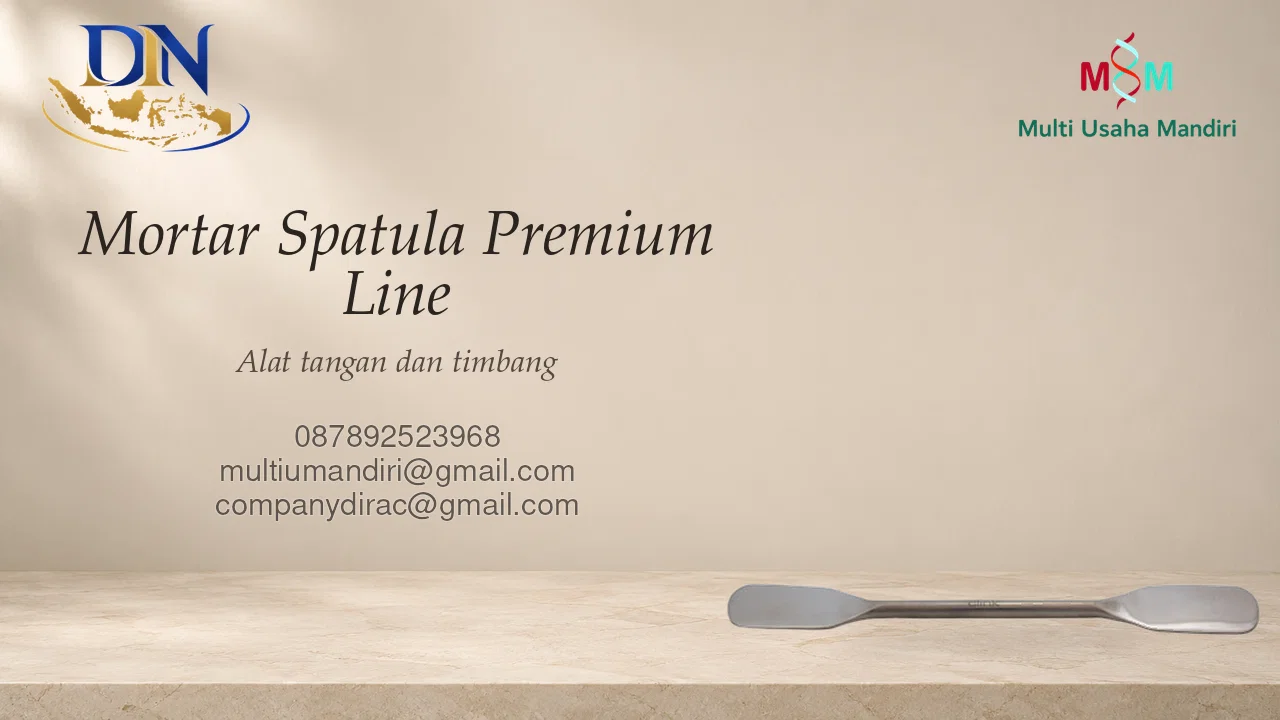 DIN
M M
Multi Usaha Mandiri
Mortar Spatula Premium
Line
Alat tangan dan timbang
087892523968
multiumandiri@gmail.com
companydirac@gmail.com